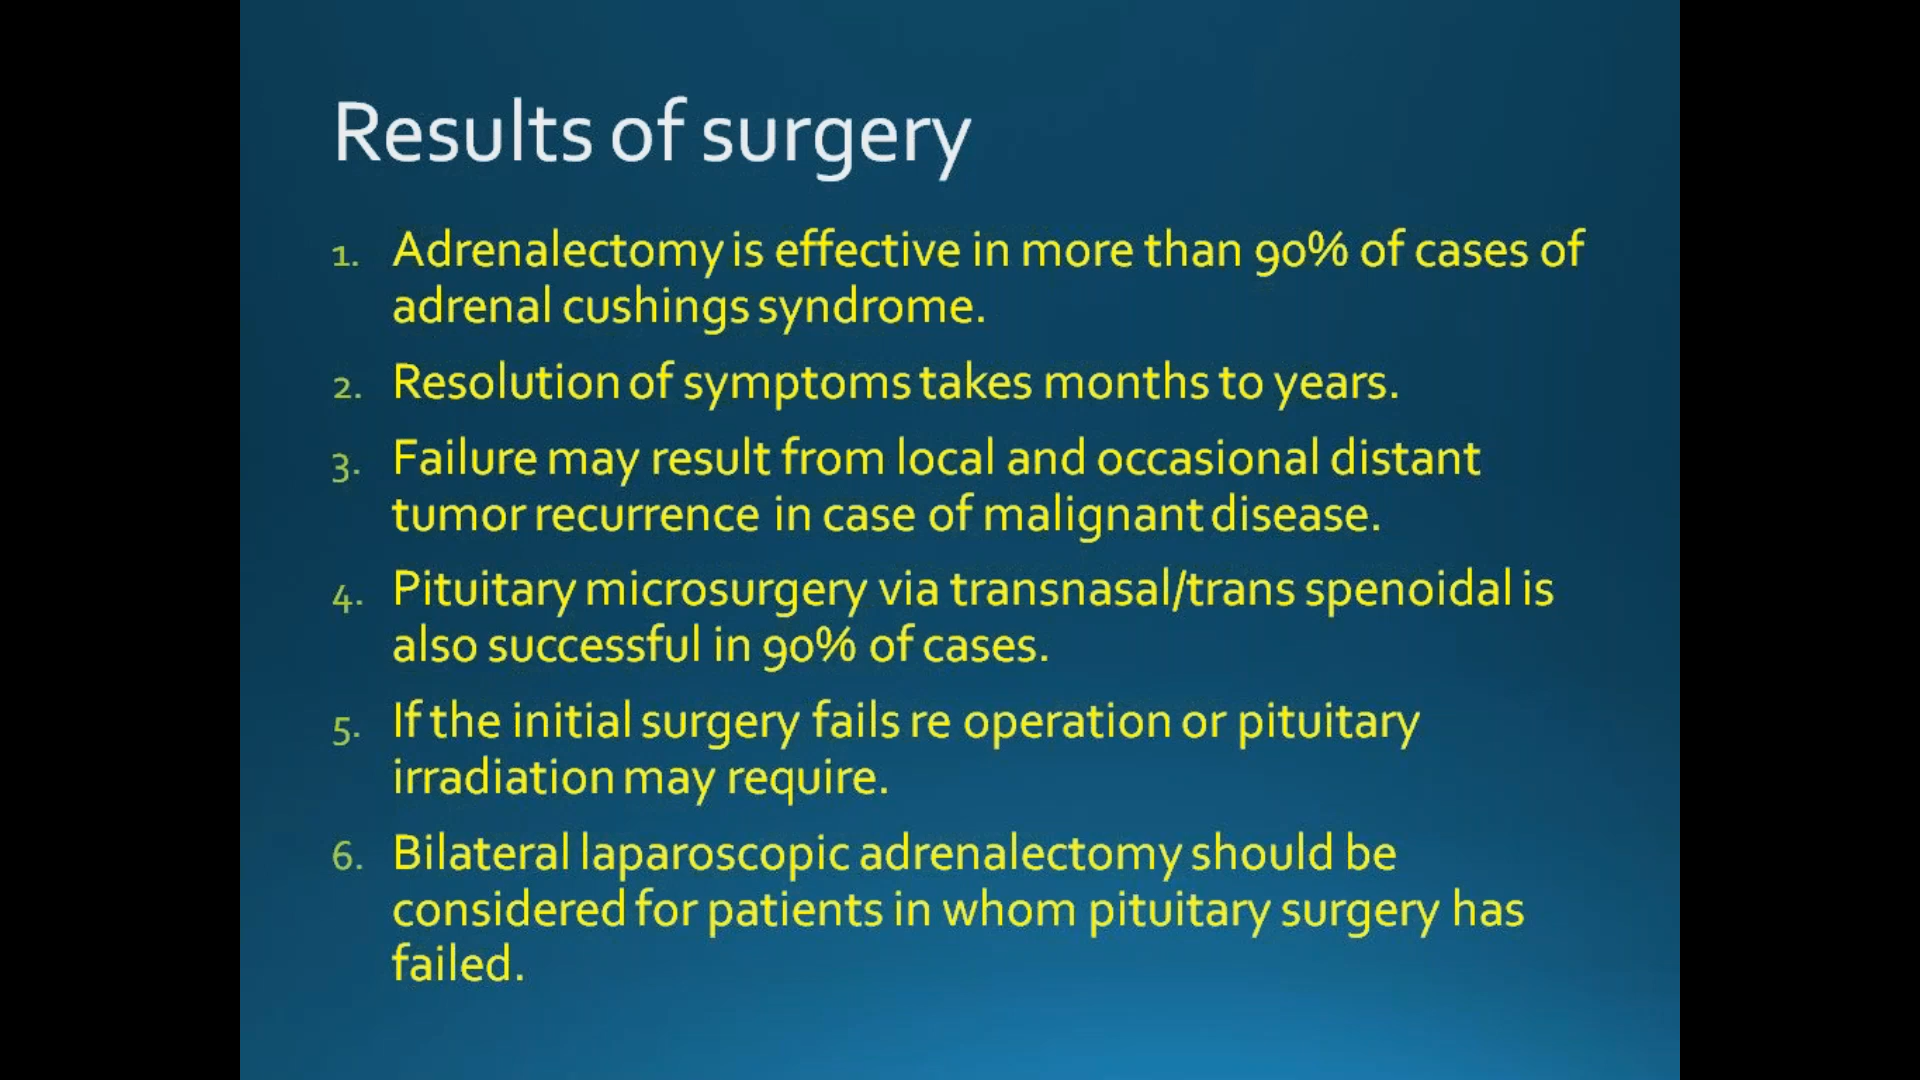 Results of surgery
1. Adrenalectomy is effective in more than 90% of cases of
adrenal cushings syndrome.
2. Resolution of symptoms takes months to years.
3. Failure may result from local and occasional distant
tumor recurrence in case of malignant disease.
4. Pituitary microsurgery via transnasal/trans spenoidal is
also successful in 90% of cases.
5. If the initial surgery fails re operation or pituitary
irradiation may require.
6. Bilateral laparoscopic adrenalectomy should be
considered for patients in whom pituitary surgery has
failed.